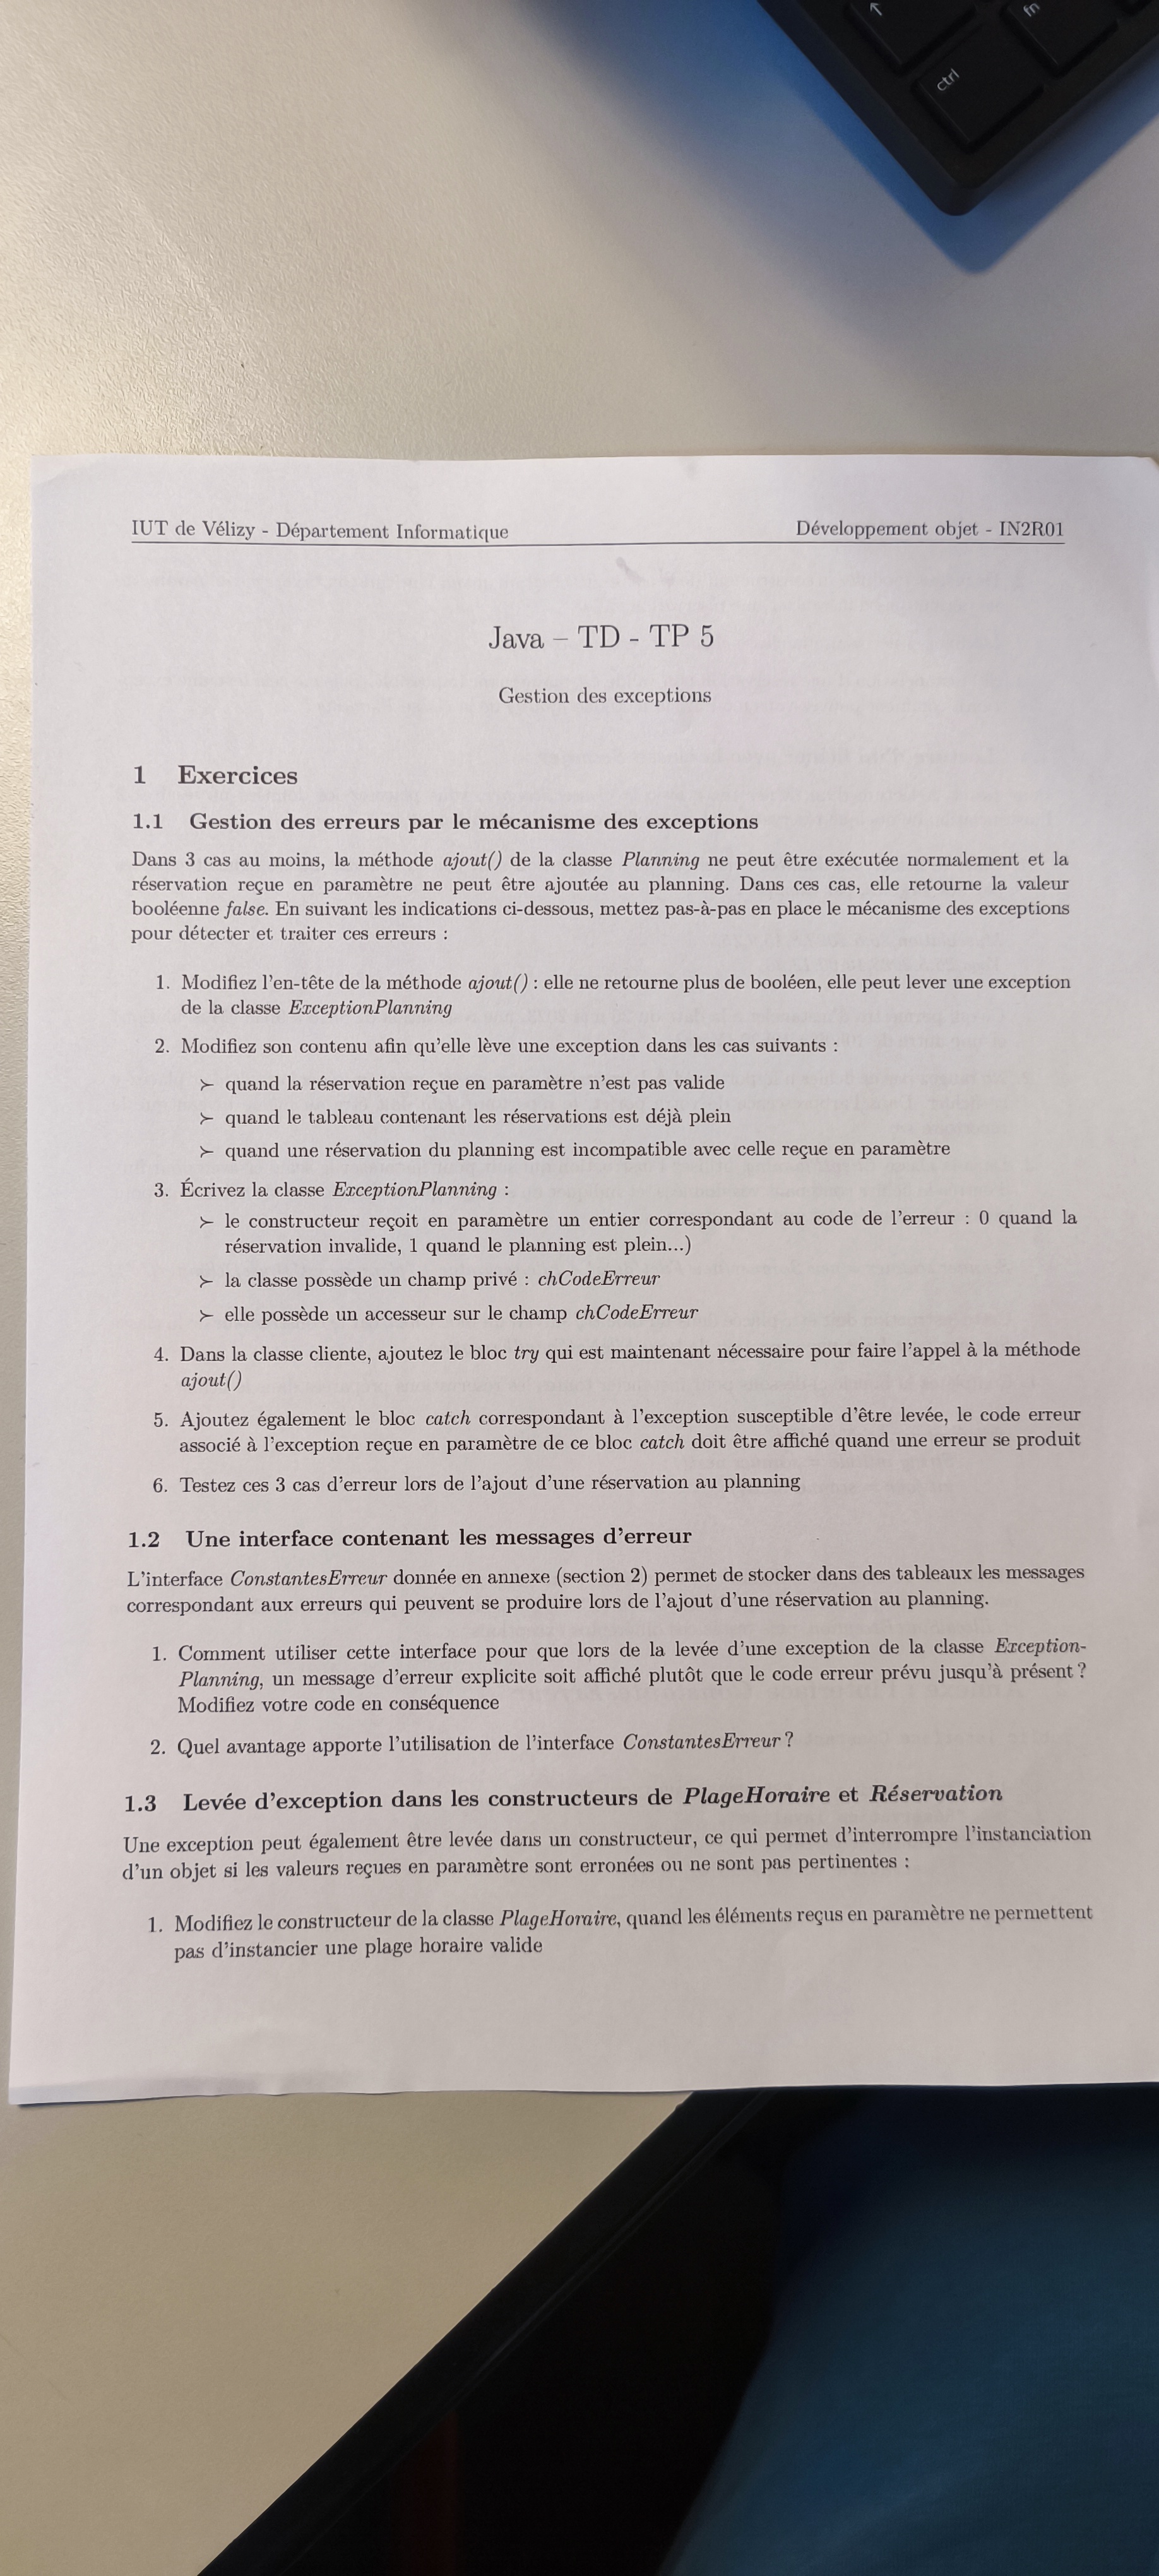 ↖
fn
ctrl
IUT de Vélizy - Département Informatique
Développement objet - IN2R01
Java – TD - TP 5
Gestion des exceptions
1 Exercices
1.1 Gestion des erreurs par le mécanisme des exceptions
Dans 3 cas au moins, la méthode ajout() de la classe Planning ne peut être exécutée normalement et la
réservation reçue en paramètre ne peut être ajoutée au planning. Dans ces cas, elle retourne la valeur
booléenne false. En suivant les indications ci-dessous, mettez pas-à-pas en place le mécanisme des exceptions
pour détecter et traiter ces erreurs :
1. Modifiez l'en-tête de la méthode ajout() : elle ne retourne plus de booléen, elle peut lever une exception
de la classe ExceptionPlanning
2. Modifiez son contenu afin qu'elle lève une exception dans les cas suivants :
≻ quand la réservation reçue en paramètre n'est pas valide
≻ quand le tableau contenant les réservations est déjà plein
≻ quand une réservation du planning est incompatible avec celle reçue en paramètre
3. Écrivez la classe ExceptionPlanning :
≻ le constructeur reçoit en paramètre un entier correspondant au code de l'erreur : 0 quand la
réservation invalide, 1 quand le planning est plein...)
≻ la classe possède un champ privé : chCodeErreur
≻ elle possède un accesseur sur le champ chCodeErreur
4. Dans la classe cliente, ajoutez le bloc try qui est maintenant nécessaire pour faire l'appel à la méthode
ajout()
5. Ajoutez également le bloc catch correspondant à l'exception susceptible d'être levée, le code erreur
associé à l'exception reçue en paramètre de ce bloc catch doit être affiché quand une erreur se produit
6. Testez ces 3 cas d'erreur lors de l'ajout d'une réservation au planning
1.2 Une interface contenant les messages d'erreur
L'interface ConstantesErreur donnée en annexe (section 2) permet de stocker dans des tableaux les messages
correspondant aux erreurs qui peuvent se produire lors de l'ajout d'une réservation au planning.
1. Comment utiliser cette interface pour que lors de la levée d'une exception de la classe Exception-
Planning, un message d'erreur explicite soit affiché plutôt que le code erreur prévu jusqu'à présent ?
Modifiez votre code en conséquence
2. Quel avantage apporte l'utilisation de l'interface ConstantesErreur ?
1.3 Levée d'exception dans les constructeurs de PlageHoraire et Réservation
Une exception peut également être levée dans un constructeur, ce qui permet d'interrompre l'instanciation
d'un objet si les valeurs reçues en paramètre sont erronées ou ne sont pas pertinentes :
1. Modifiez le constructeur de la classe PlageHoraire, quand les éléments reçus en paramètre ne permettent
pas d'instancier une plage horaire valide